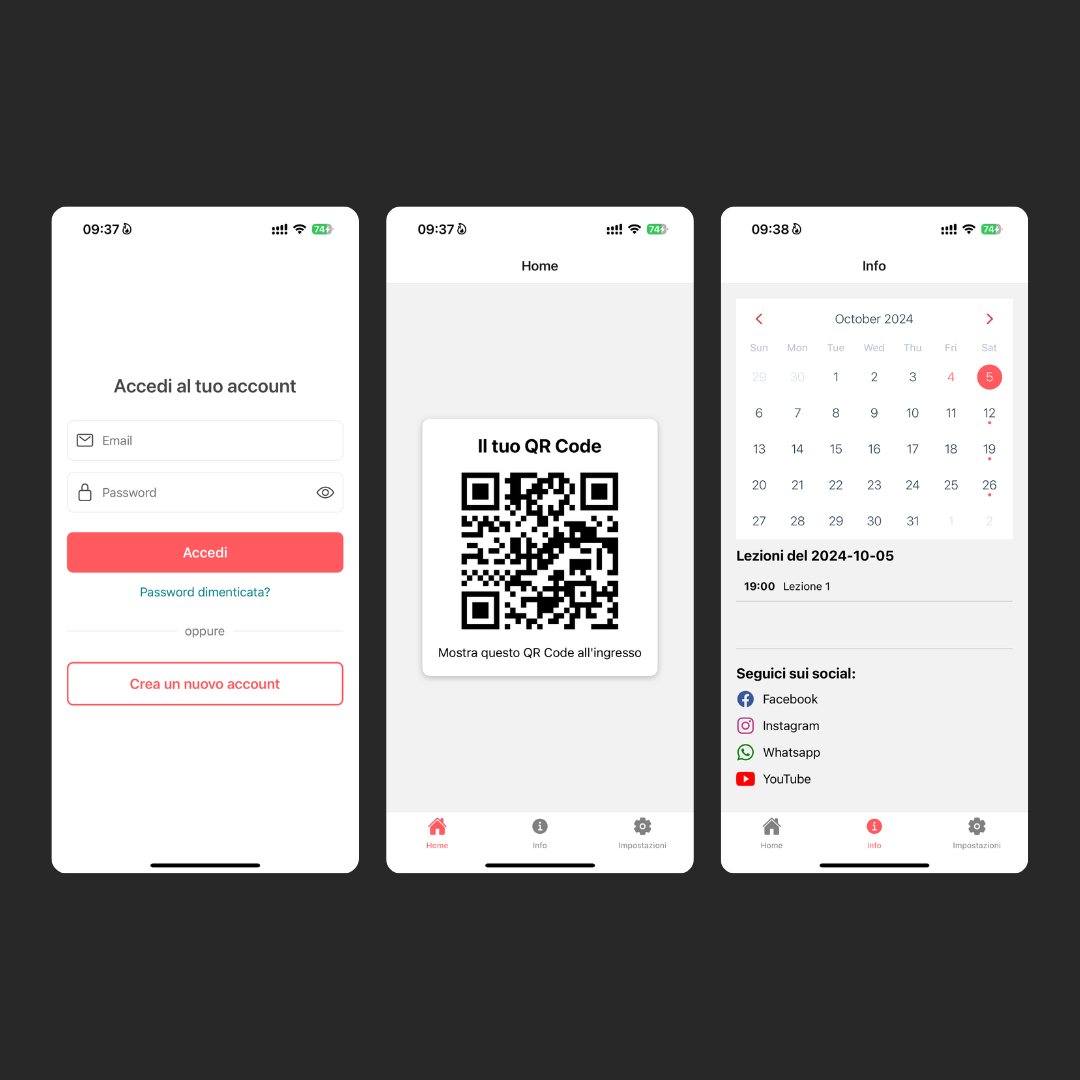 09:37
74
Accedi al tuo account
Email
Password
Accedi
Password dimenticata?
oppure
Crea un nuovo account
09:37
74
Home
Il tuo QR Code
Mostra questo QR Code all'ingresso
Home
Info
Impostazioni
09:38
74
Info
October 2024
Sun Mon Tue Wed Thu Fri Sat
29 30 1 2 3 4 5
6 7 8 9 10 11 12
13 14 15 16 17 18 19
20 21 22 23 24 25 26
27 28 29 30 31 1 2
Lezioni del 2024-10-05
19:00 Lezione 1
Seguici sui social:
Facebook
Instagram
Whatsapp
YouTube
Home
Info
Impostazioni